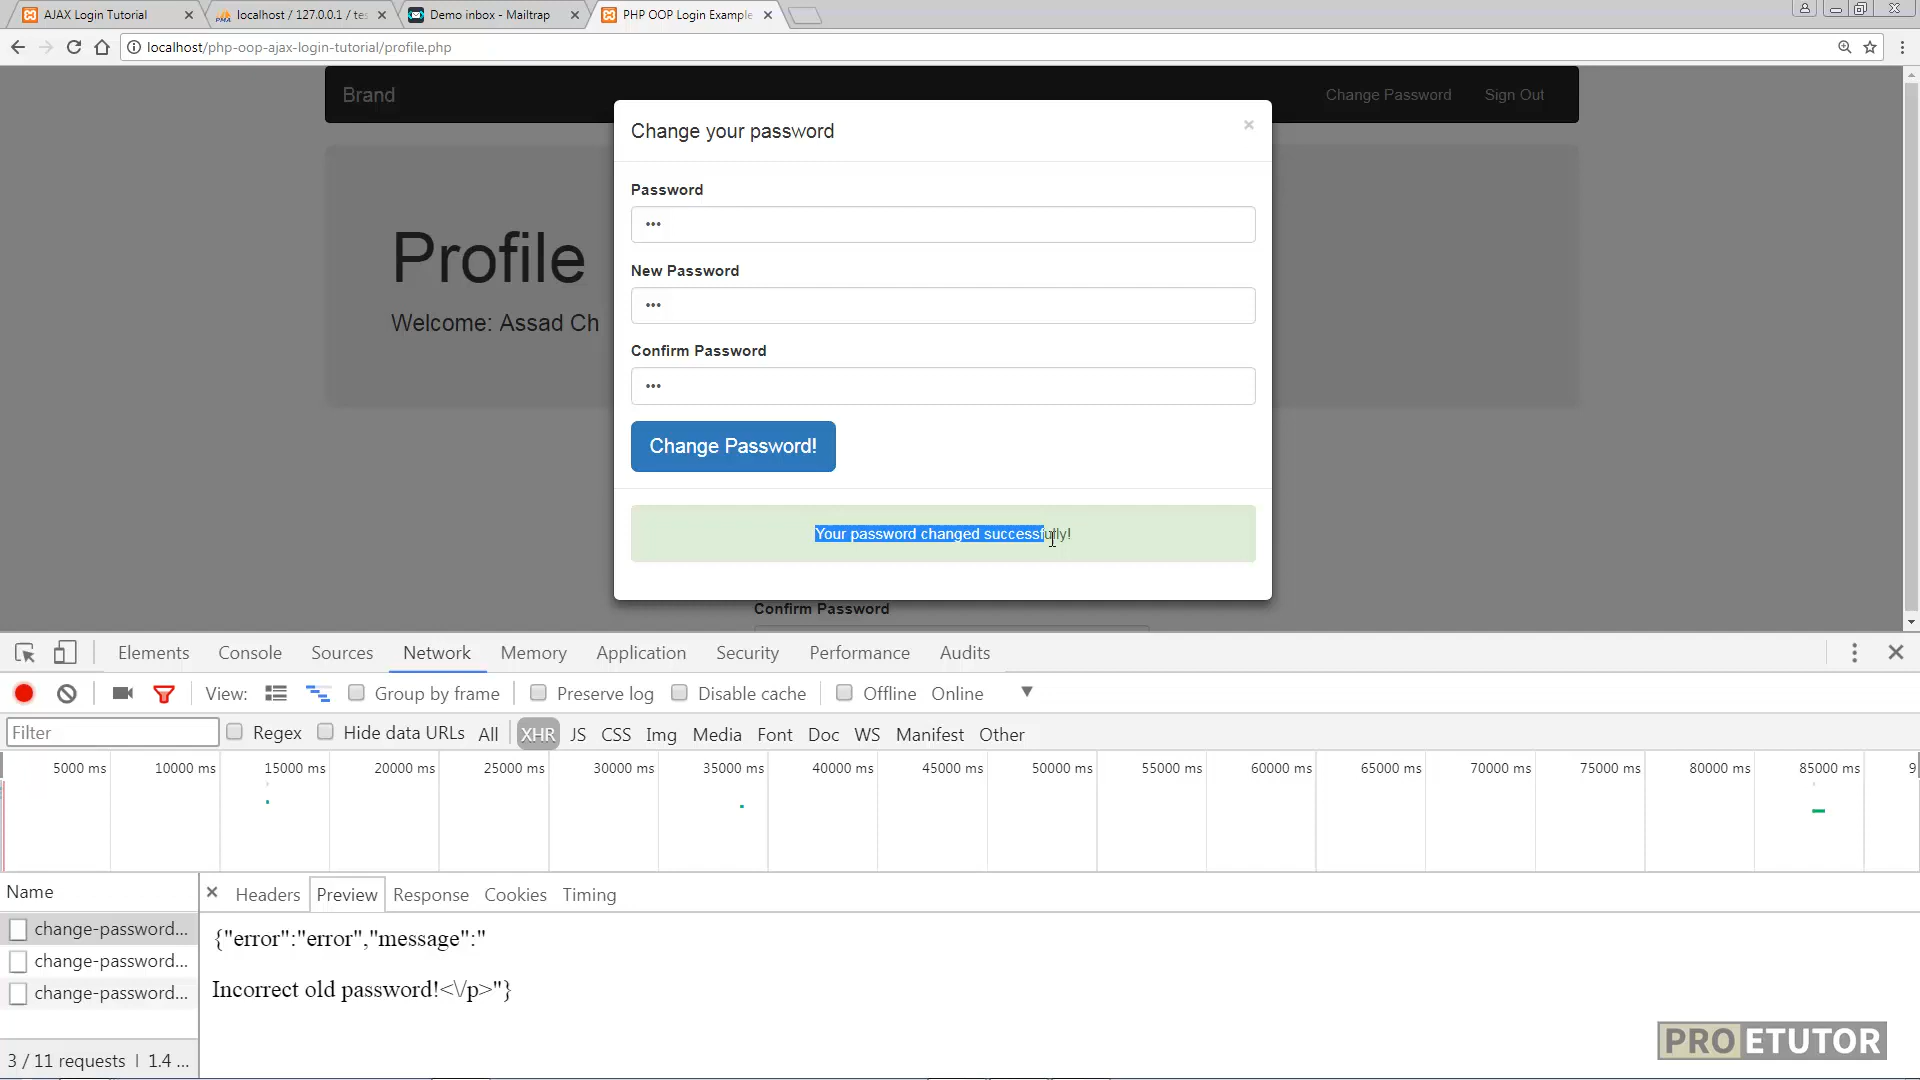 AJAX Login Tutorial
localhost / 127.0.0.1 / tes
Demo inbox - Mailtrap
PHP OOP Login Example
localhost/php-oop-ajax-login-tutorial/profile.php
Brand
Change Password
Sign Out
Change your password
×
Password
•••
Profile
New Password
•••
Welcome: Assad Ch
Confirm Password
•••
Change Password!
Your password changed successfully!
Confirm Password
Elements Console Sources Network Memory Application Security Performance Audits
View: Group by frame Preserve log Disable cache Offline Online
Filter Regex Hide data URLs All XHR JS CSS Img Media Font Doc WS Manifest Other
5000 ms 10000 ms 15000 ms 20000 ms 25000 ms 30000 ms 35000 ms 40000 ms 45000 ms 50000 ms 55000 ms 60000 ms 65000 ms 70000 ms 75000 ms 80000 ms 85000 ms 9
Name
Headers Preview Response Cookies Timing
change-password...
change-password...
change-password...
{"error":"error","message":"
Incorrect old password!<\/p>"}
3 / 11 requests | 1.4 ...
PRO ETUTOR